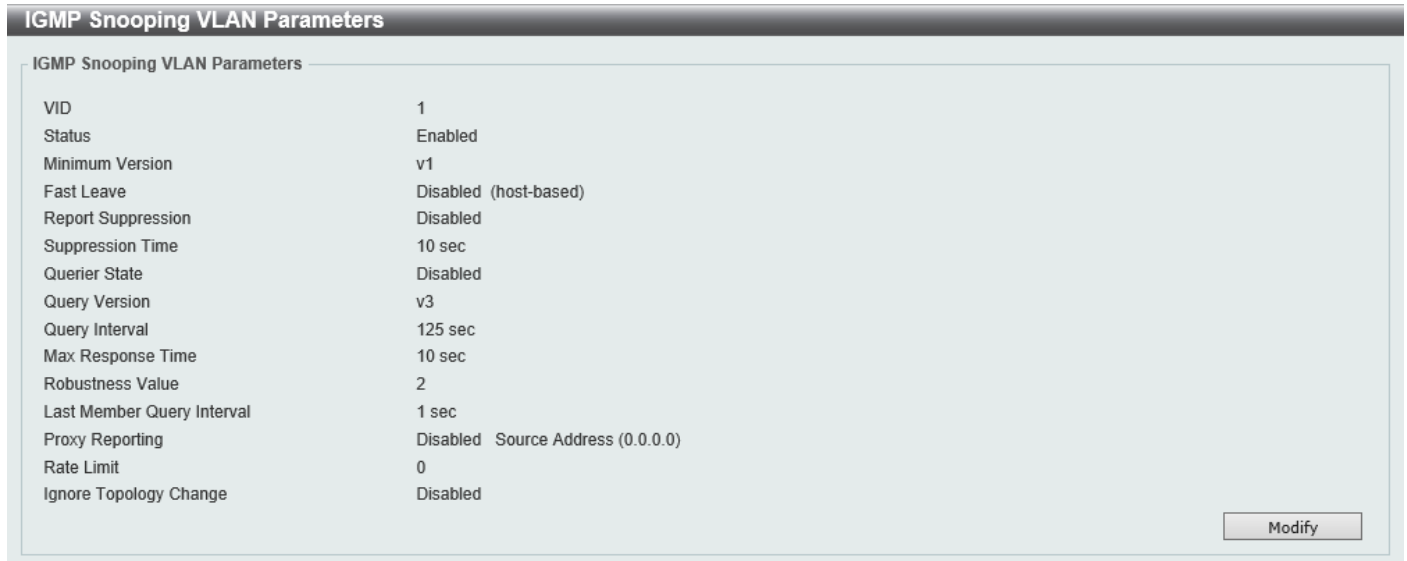 IGMP Snooping VLAN Parameters
IGMP Snooping VLAN Parameters
VID 1
Status Enabled
Minimum Version v1
Fast Leave Disabled (host-based)
Report Suppression Disabled
Suppression Time 10 sec
Querier State Disabled
Query Version v3
Query Interval 125 sec
Max Response Time 10 sec
Robustness Value 2
Last Member Query Interval 1 sec
Proxy Reporting Disabled Source Address (0.0.0.0)
Rate Limit 0
Ignore Topology Change Disabled
Modify